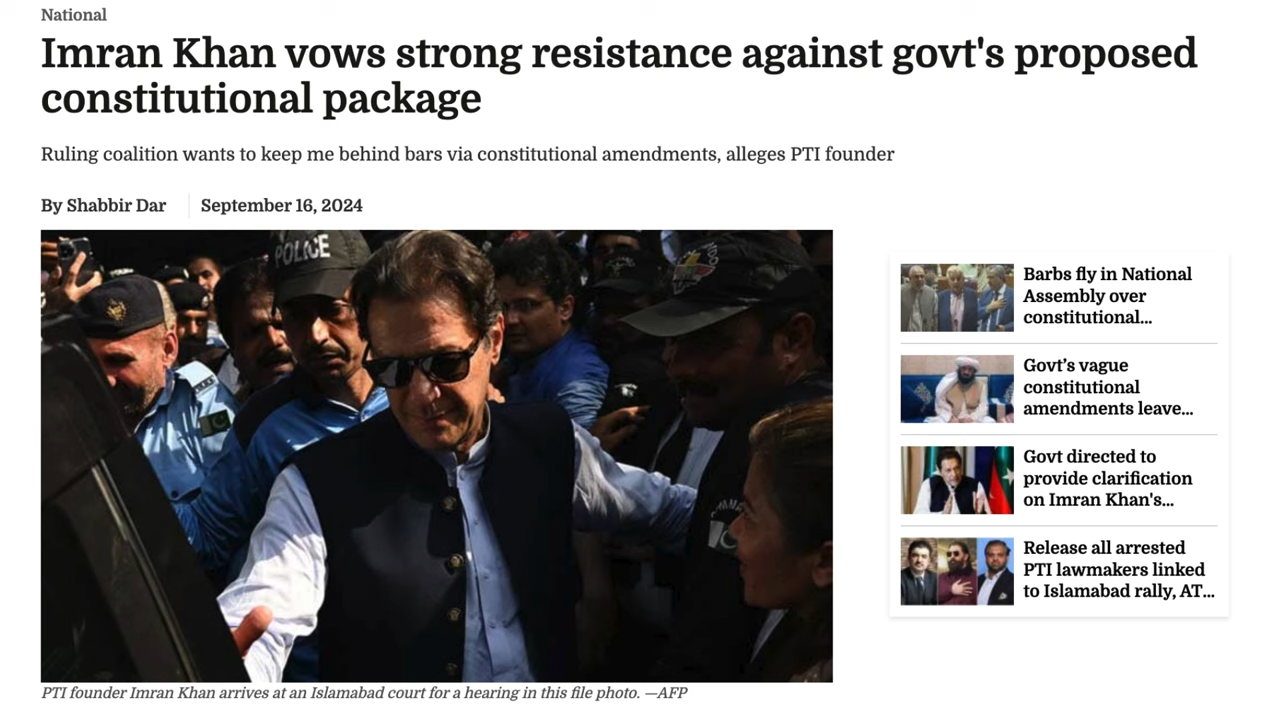 National
Imran Khan vows strong resistance against govt's proposed
constitutional package
Ruling coalition wants to keep me behind bars via constitutional amendments, alleges PTI founder
By Shabbir Dar
September 16, 2024
POLICE
PTI founder Imran Khan arrives at an Islamabad court for a hearing in this file photo. —AFP
Barbs fly in National
Assembly over
constitutional...
Govt’s vague
constitutional
amendments leave...
Govt directed to
provide clarification
on Imran Khan's...
Release all arrested
PTI lawmakers linked
to Islamabad rally, AT...